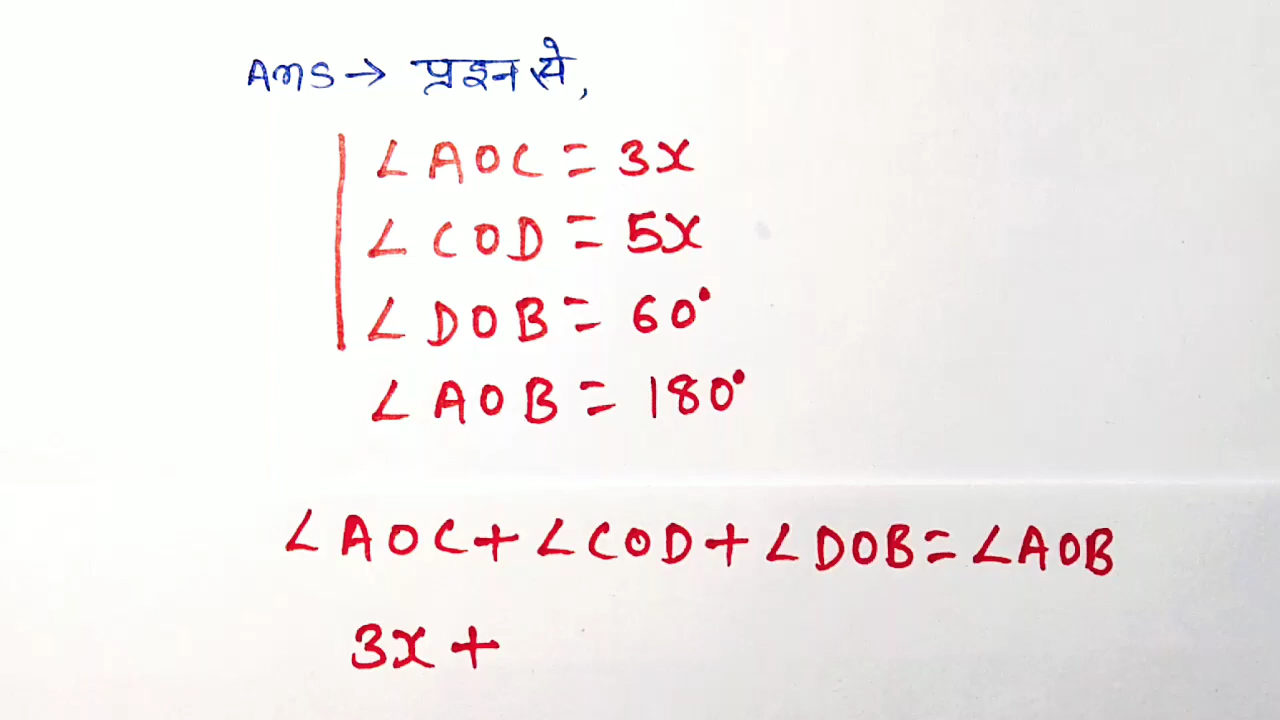 Ans → प्रश्न से,
∠AOC = 3x
∠COD = 5x
∠DOB = 60°
∠AOB = 180°
∠AOC + ∠COD + ∠DOB = ∠AOB
3x +